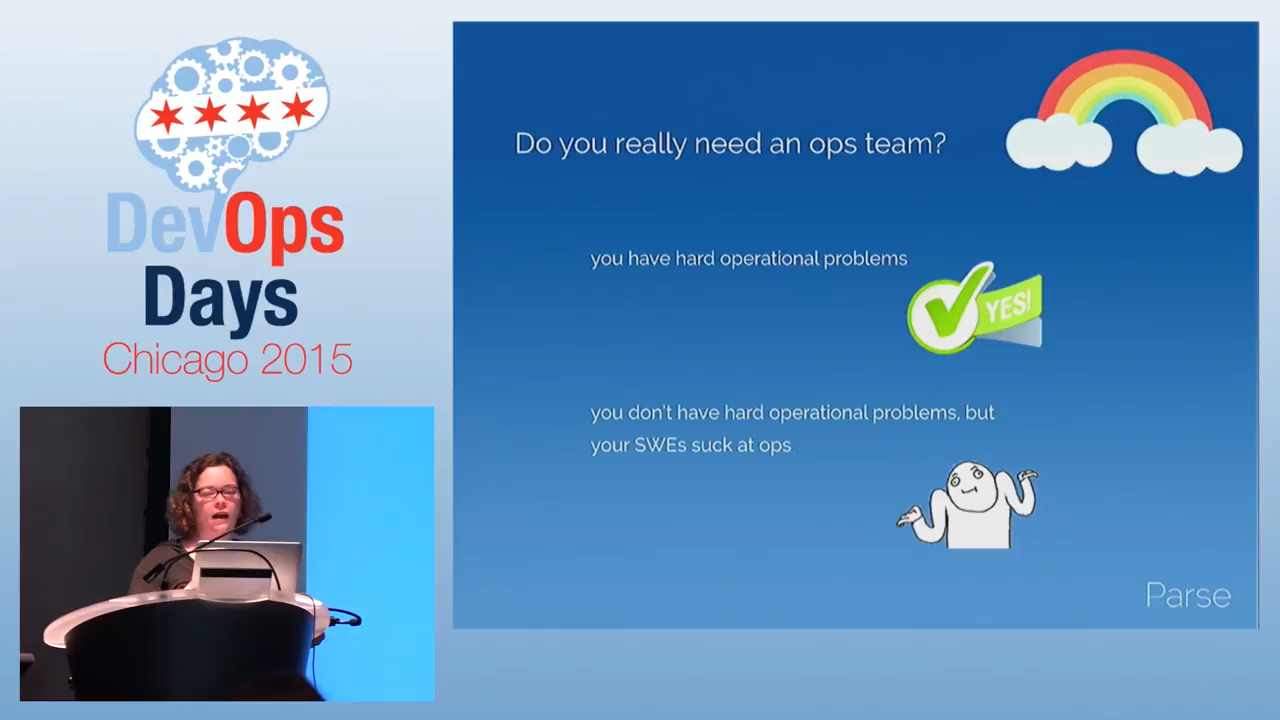 DevOps
Days
Chicago 2015
Do you really need an ops team?
you have hard operational problems
YES!
you don't have hard operational problems, but
your SWEs suck at ops
Parse